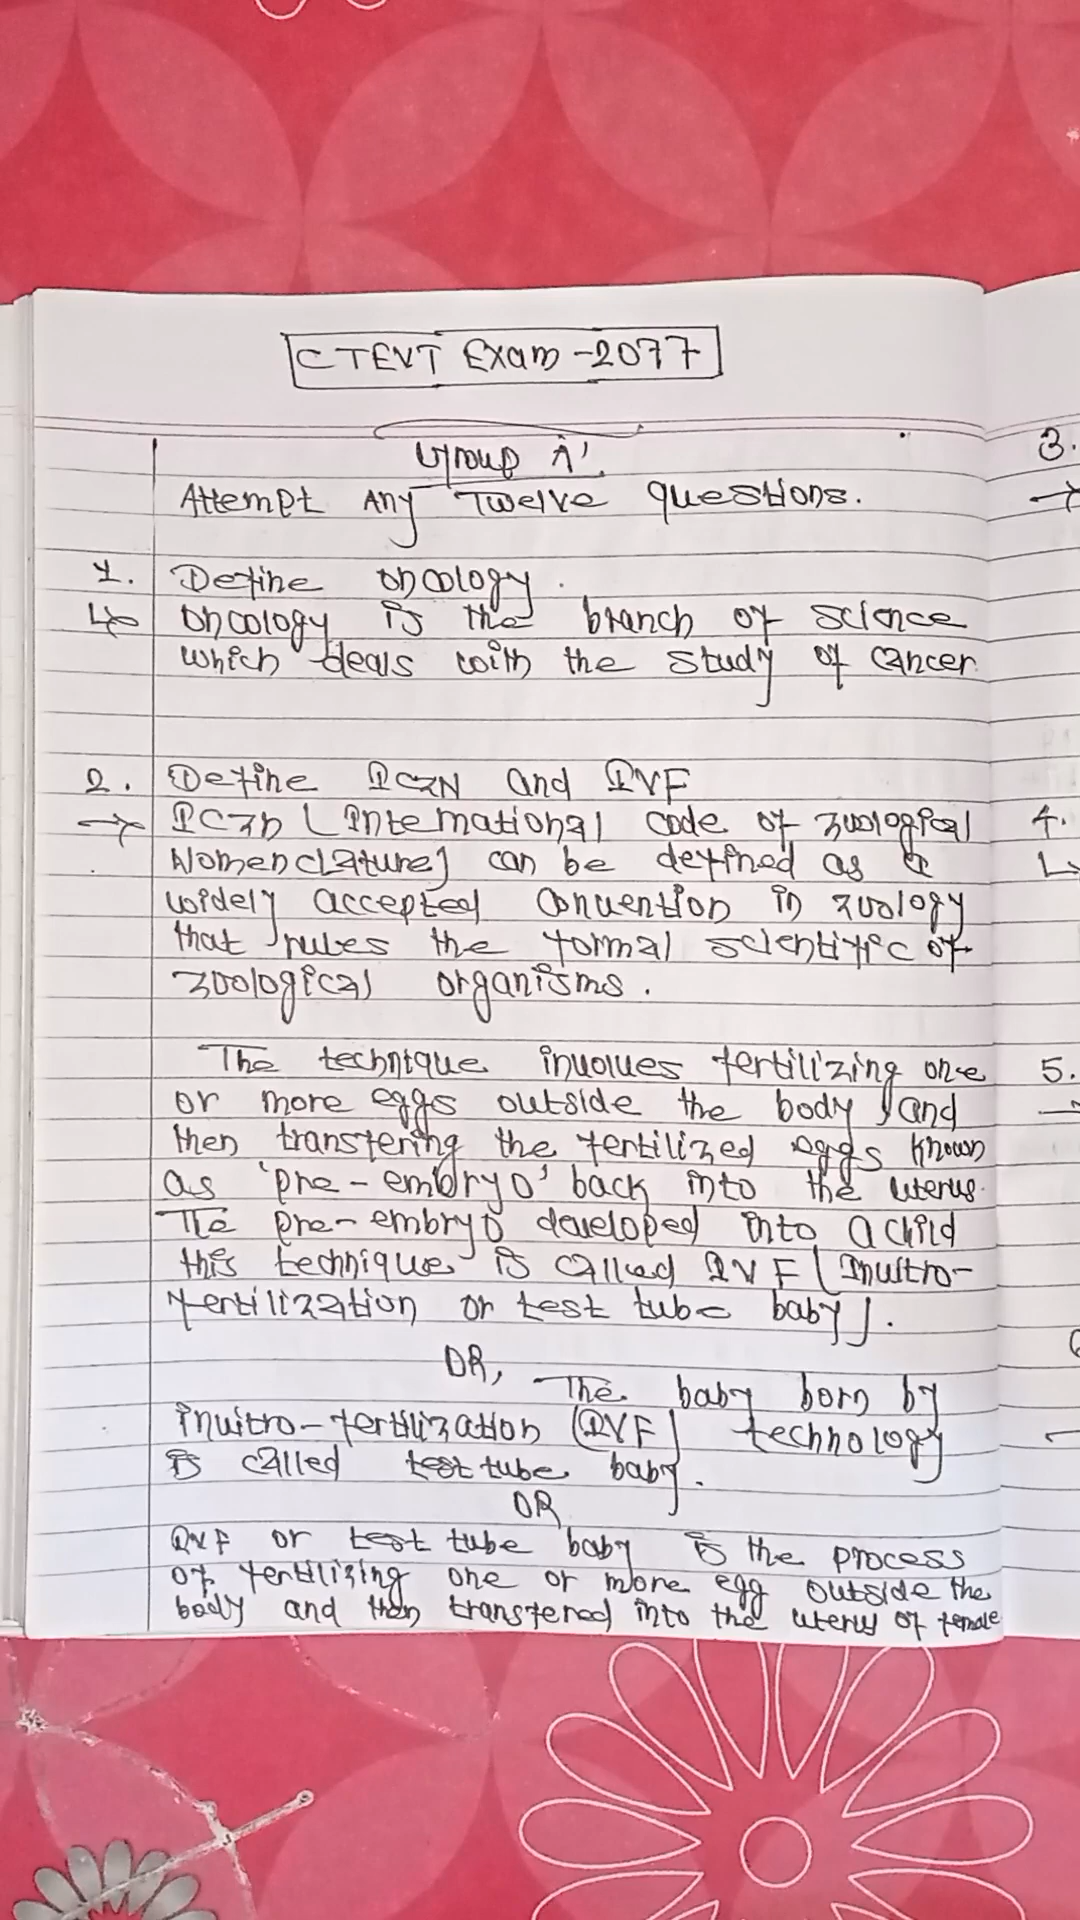 CTEVT Exam-2077
Group 'A'.
Attempt Any Twelve questions.
1. Define oncology.
oncology is the branch of science
which deals with the study of cancer.
2. Define ICZN and IVF
→ ICZN (International code of zoological
Nomenclature) can be defined as a
widely accepted convention in zoology
that rules the formal scientific of
zoological organisms.
The technique involves fertilizing one
or more eggs outside the body and
then transfering the fertilized eggs known
as 'pre-embryo' back into the uterus.
The pre-embryo developed into a child
this technique is called IVF (Invitro-
fertilization or test tube baby).
OR,
The baby born by
invitro-fertilization (IVF) technology
is called test tube baby.
OR
IVF or test tube baby is the process
of fertilizing one or more egg outside the
body and then transfered into the uterus of female
3.
4.
5.